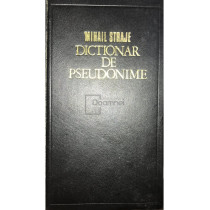 MIHAIL STRAJE
DICTIONAR
DE
PSEUDONIME